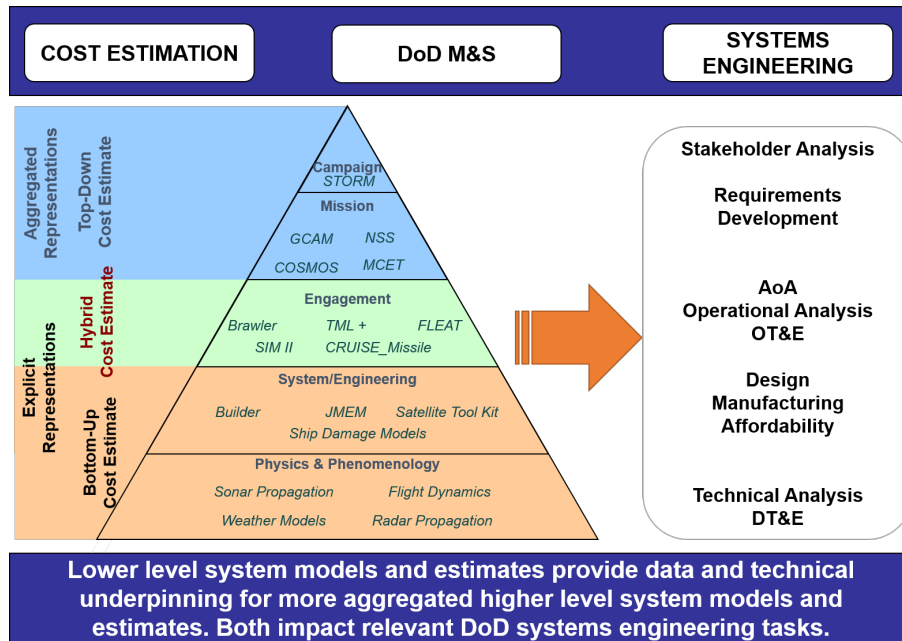 COST ESTIMATION
DoD M&S
SYSTEMS
ENGINEERING
Aggregated
Representations
Top-Down
Cost Estimate
Hybrid
Cost Estimate
Explicit
Representations
Bottom-Up
Cost Estimate
Campaign
STORM
Mission
GCAM NSS
COSMOS MCET
Engagement
Brawler TML + FLEAT
SIM II CRUISE_Missile
System/Engineering
Builder JMEM Satellite Tool Kit
Ship Damage Models
Physics & Phenomenology
Sonar Propagation Flight Dynamics
Weather Models Radar Propagation
Stakeholder Analysis
Requirements
Development
AoA
Operational Analysis
OT&E
Design
Manufacturing
Affordability
Technical Analysis
DT&E
Lower level system models and estimates provide data and technical
underpinning for more aggregated higher level system models and
estimates. Both impact relevant DoD systems engineering tasks.